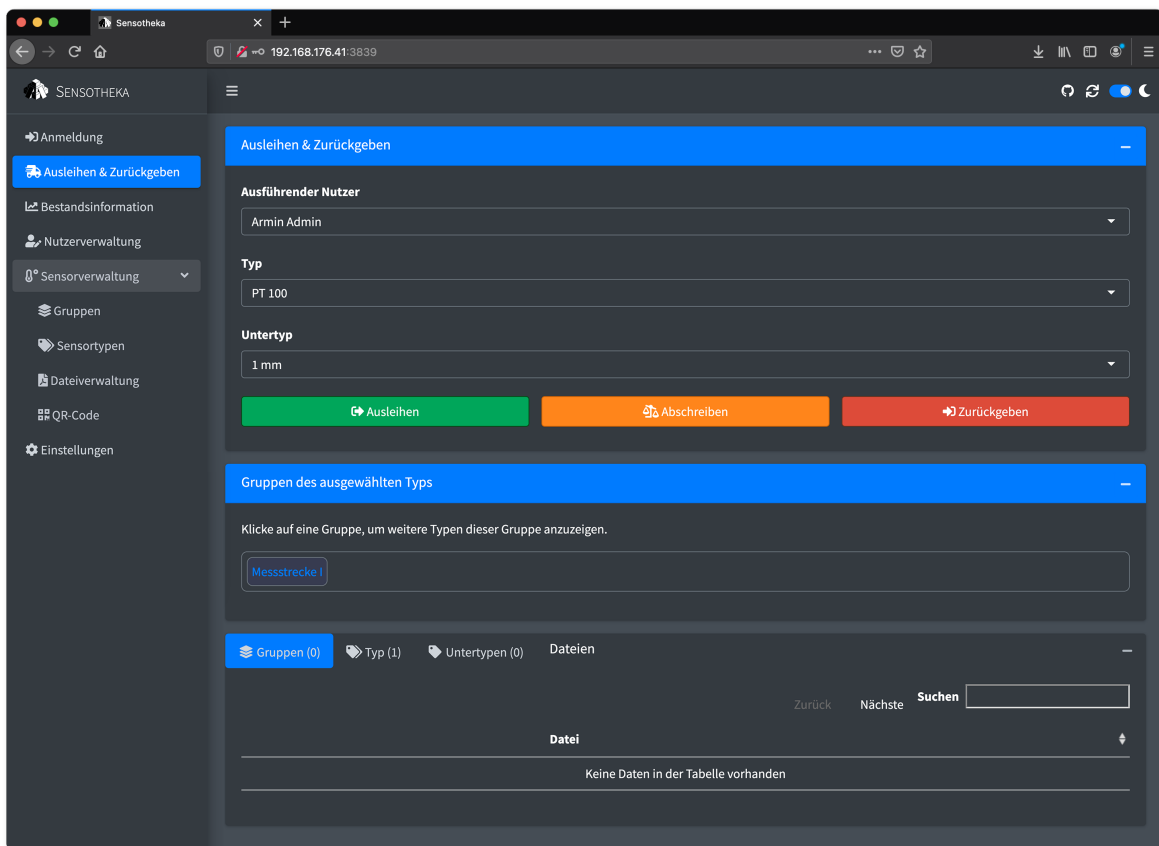 Sensotheka
192.168.176.41:3839
SENSOTHEKA
Anmeldung
Ausleihen & Zurückgeben
Bestandsinformation
Nutzerverwaltung
Sensorverwaltung
Gruppen
Sensortypen
Dateiverwaltung
QR-Code
Einstellungen
Ausleihen & Zurückgeben
Ausführender Nutzer
Armin Admin
Typ
PT 100
Untertyp
1 mm
Ausleihen Abschreiben Zurückgeben
Gruppen des ausgewählten Typs
Klicke auf eine Gruppe, um weitere Typen dieser Gruppe anzuzeigen.
Messstrecke I
Gruppen (0) Typ (1) Untertypen (0) Dateien
Zurück Nächste Suchen
Datei
Keine Daten in der Tabelle vorhanden